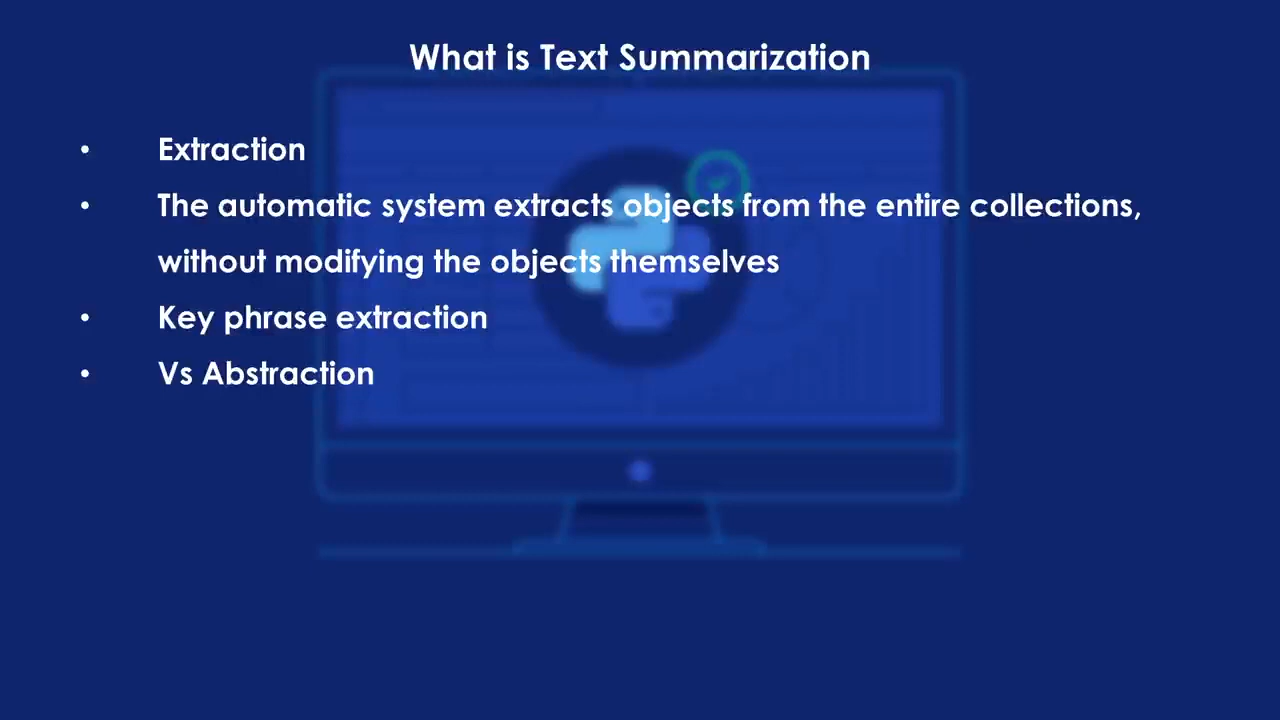 What is Text Summarization
• Extraction
• The automatic system extracts objects from the entire collections,
without modifying the objects themselves
• Key phrase extraction
• Vs Abstraction